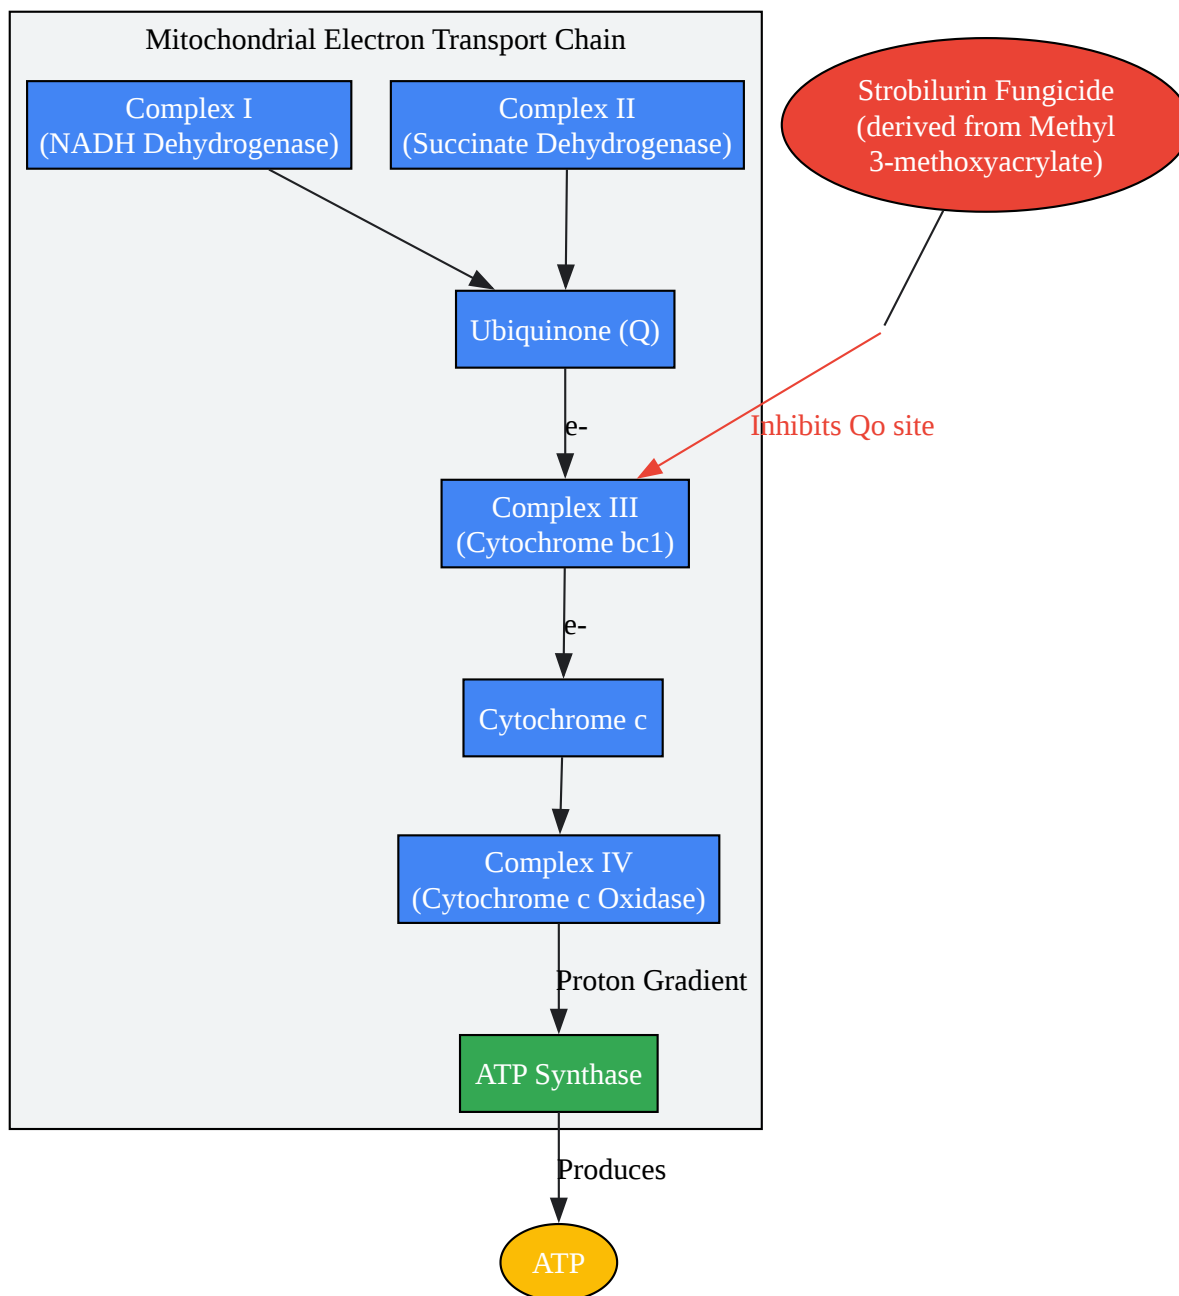 Mitochondrial Electron Transport Chain
Complex I
(NADH Dehydrogenase)
Complex II
(Succinate Dehydrogenase)
Strobilurin Fungicide
(derived from Methyl
3-methoxyacrylate)
Ubiquinone (Q)
e-
Inhibits Qo site
Complex III
(Cytochrome bc1)
e-
Cytochrome c
Complex IV
(Cytochrome c Oxidase)
Proton Gradient
ATP Synthase
Produces
ATP